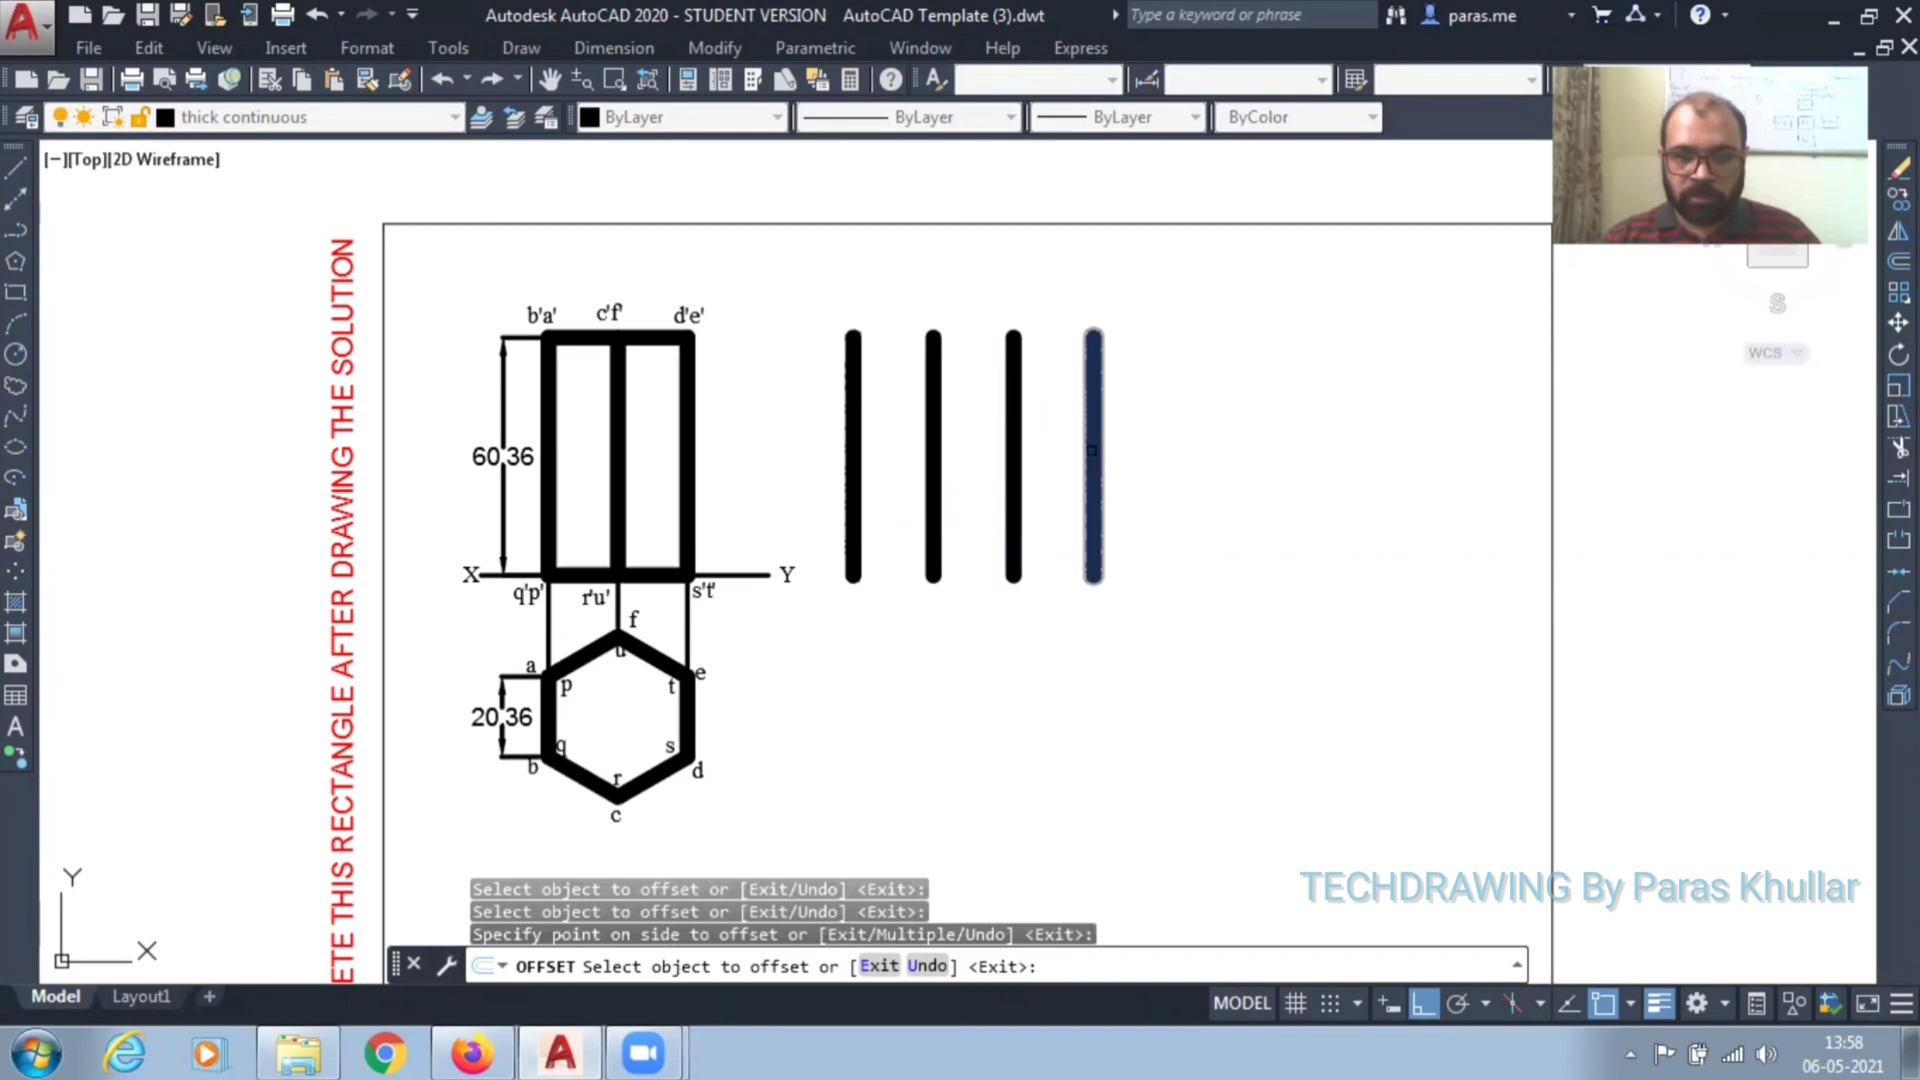 Autodesk AutoCAD 2020 - STUDENT VERSION AutoCAD Template (3).dwt
Type a keyword or phrase
paras.me
File Edit View Insert Format Tools Draw Dimension Modify Parametric Window Help Express
thick continuous
ByLayer
ByLayer
ByLayer
ByColor
[−][Top][2D Wireframe]
S
WCS
ETE THIS RECTANGLE AFTER DRAWING THE SOLUTION
b'a' c'f' d'e'
60.36
X Y
q'p' r'u' s't'
f
u
a e
p t
20.36
q s
b d
r
c
Y
X
TECHDRAWING By Paras Khullar
Select object to offset or [Exit/Undo] <Exit>:
Select object to offset or [Exit/Undo] <Exit>:
Specify point on side to offset or [Exit/Multiple/Undo] <Exit>:
OFFSET Select object to offset or [Exit Undo] <Exit>:
Model Layout1 +
MODEL
13:58
06-05-2021